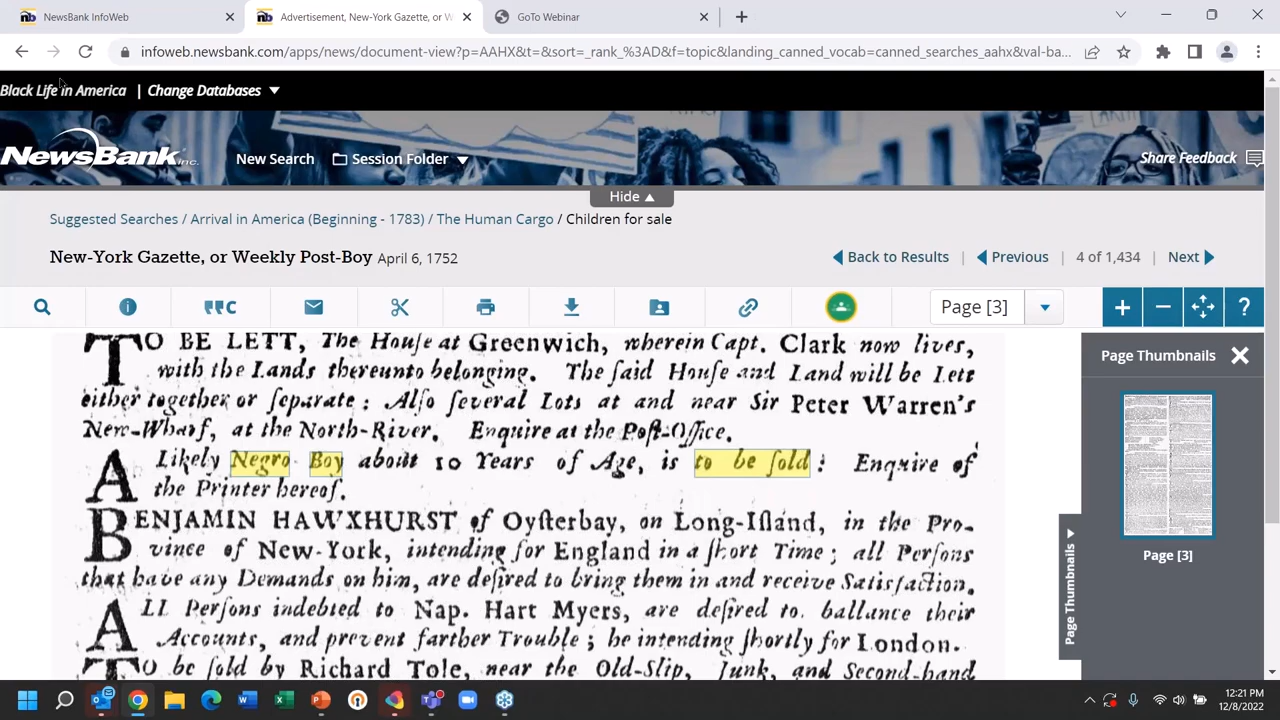 NewsBank InfoWeb
Advertisement, New-York Gazette, or W
GoTo Webinar
infoweb.newsbank.com/apps/news/document-view?p=AAHX&t=&sort=_rank_%3AD&f=topic&landing_canned_vocab=canned_searches_aahx&val-ba...
Black Life in America | Change Databases
NewsBank inc. New Search Session Folder Share Feedback
Hide
Suggested Searches / Arrival in America (Beginning - 1783) / The Human Cargo / Children for sale
New-York Gazette, or Weekly Post-Boy April 6, 1752
Back to Results | Previous | 4 of 1,434 | Next
Page [3]
Page Thumbnails
TO BE LETT, The Houſe at Greenwich, wherein Capt. Clark now lives,
with the Lands thereunto belonging. The ſaid Houſe and Land will be Lett
either together or ſeparate : Alſo ſeveral Lots at and near Sir Peter Warren's
New-Wharf, at the North-River. Enquire at the Poſt-Office.
A Likely Negro Boy about 10 Years of Age, is to be ſold : Enquire of
the Printer hereof.
BENJAMIN HAWXHURST of Oyſterbay, on Long-Iſland, in the Pro-
vince of New-York, intending for England in a ſhort Time ; all Perſons
that have any Demands on him, are deſired to bring them in and receive Satisfaction.
ALL Perſons indebted to Nap. Hart Myers, are deſired to ballance their
Accounts, and prevent farther Trouble ; he intending ſhortly for London.
TO be ſold by Richard Tole, near the Old-Slip, Junk, and Second-hand
Page Thumbnails
Page [3]
12:21 PM
12/8/2022